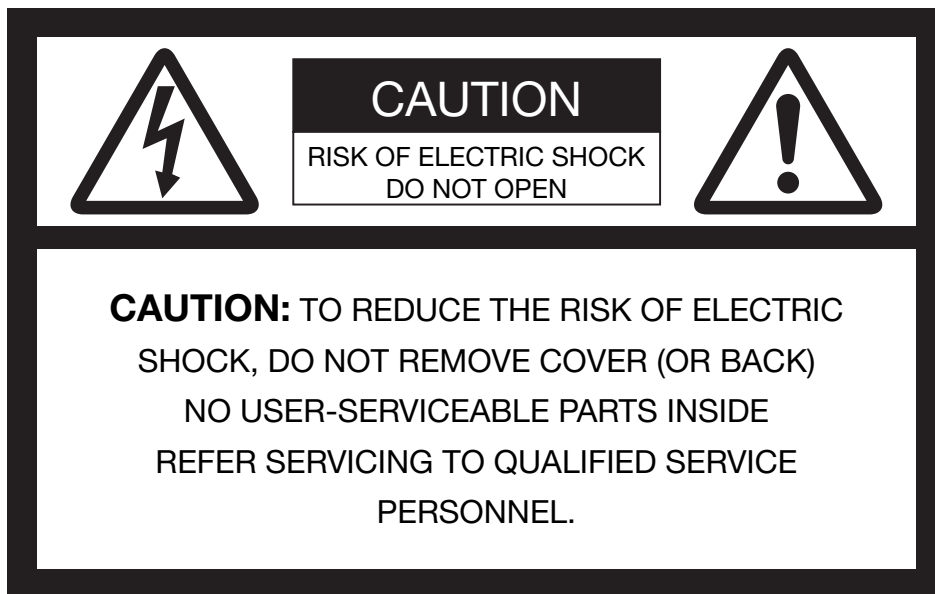 CAUTION
RISK OF ELECTRIC SHOCK
DO NOT OPEN
CAUTION: TO REDUCE THE RISK OF ELECTRIC
SHOCK, DO NOT REMOVE COVER (OR BACK)
NO USER-SERVICEABLE PARTS INSIDE
REFER SERVICING TO QUALIFIED SERVICE
PERSONNEL.